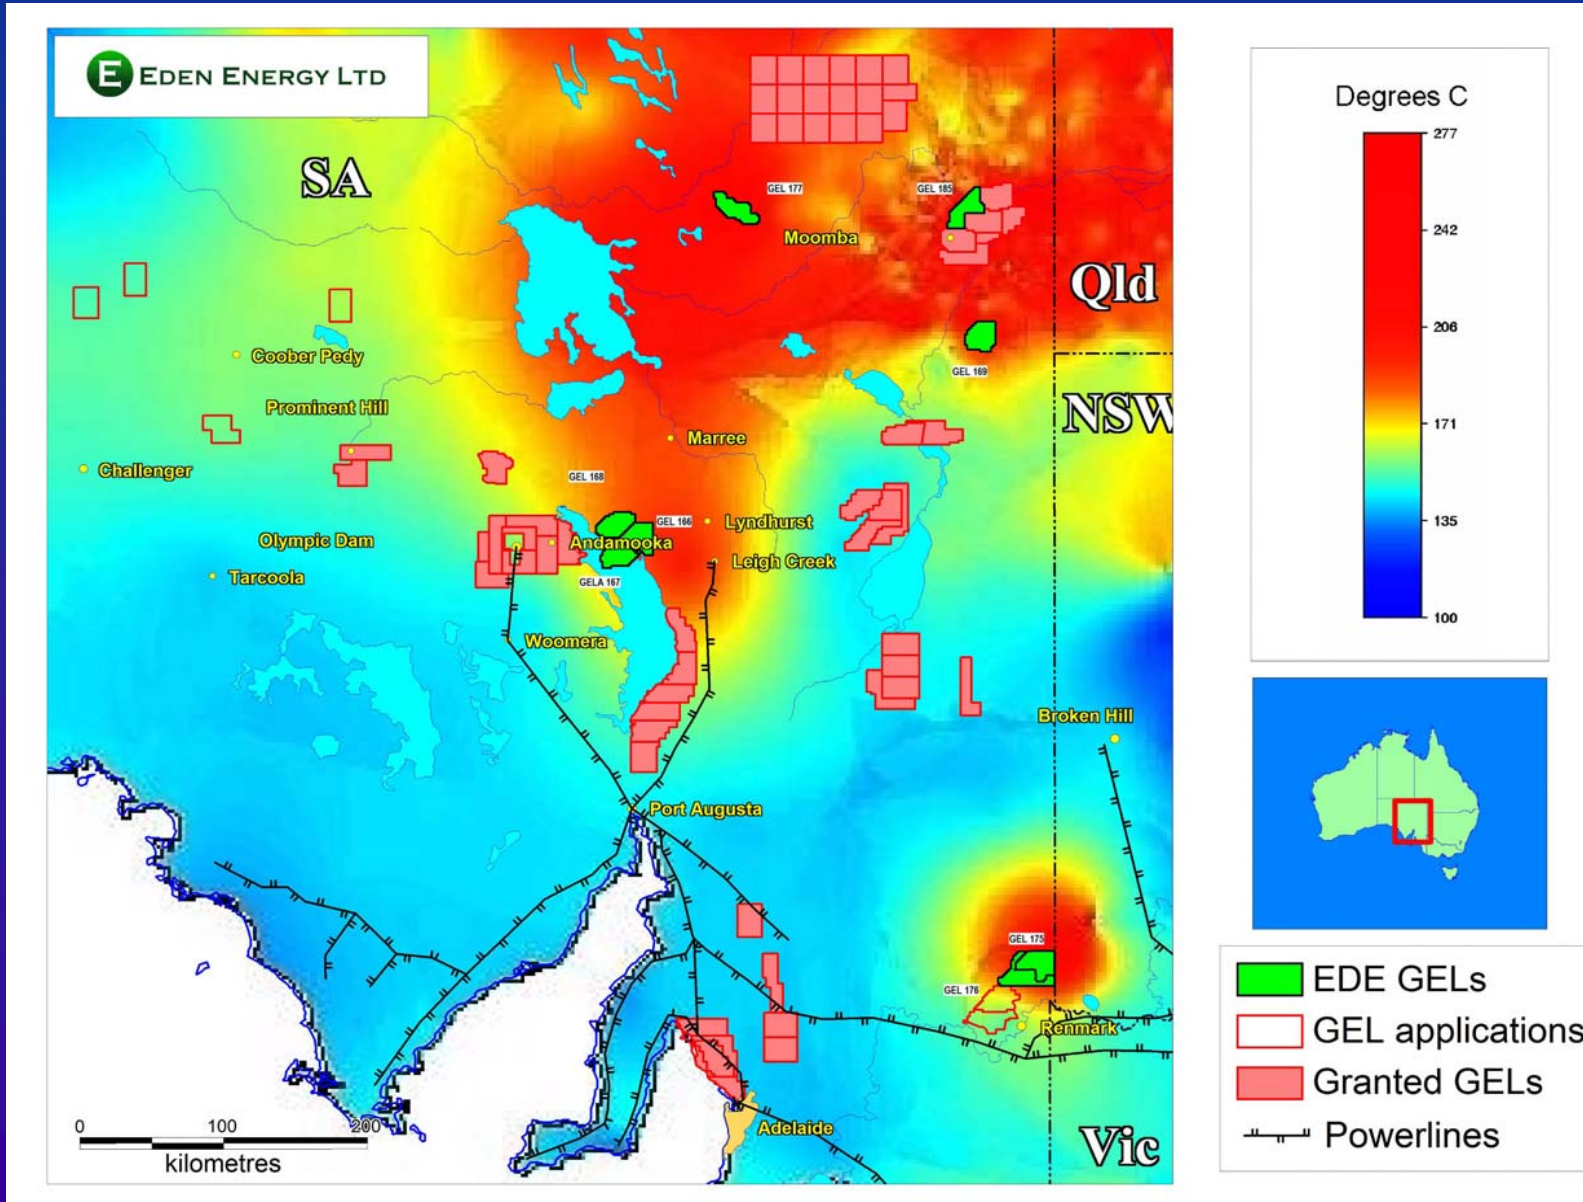 E EDEN ENERGY LTD
SA
GEL 177
GEL 185
Moomba
Qld
Coober Pedy
GEL 169
Prominent Hill
NSW
Marree
Challenger
GEL 168
GEL 166
Lyndhurst
Olympic Dam
Andamooka
Leigh Creek
Tarcoola
GELA 167
Woomera
Broken Hill
Port Augusta
GEL 175
GEL 176
Renmark
Adelaide
Vic
0 100 200
kilometres
Degrees C
277
242
206
171
135
100
EDE GELs
GEL applications
Granted GELs
Powerlines